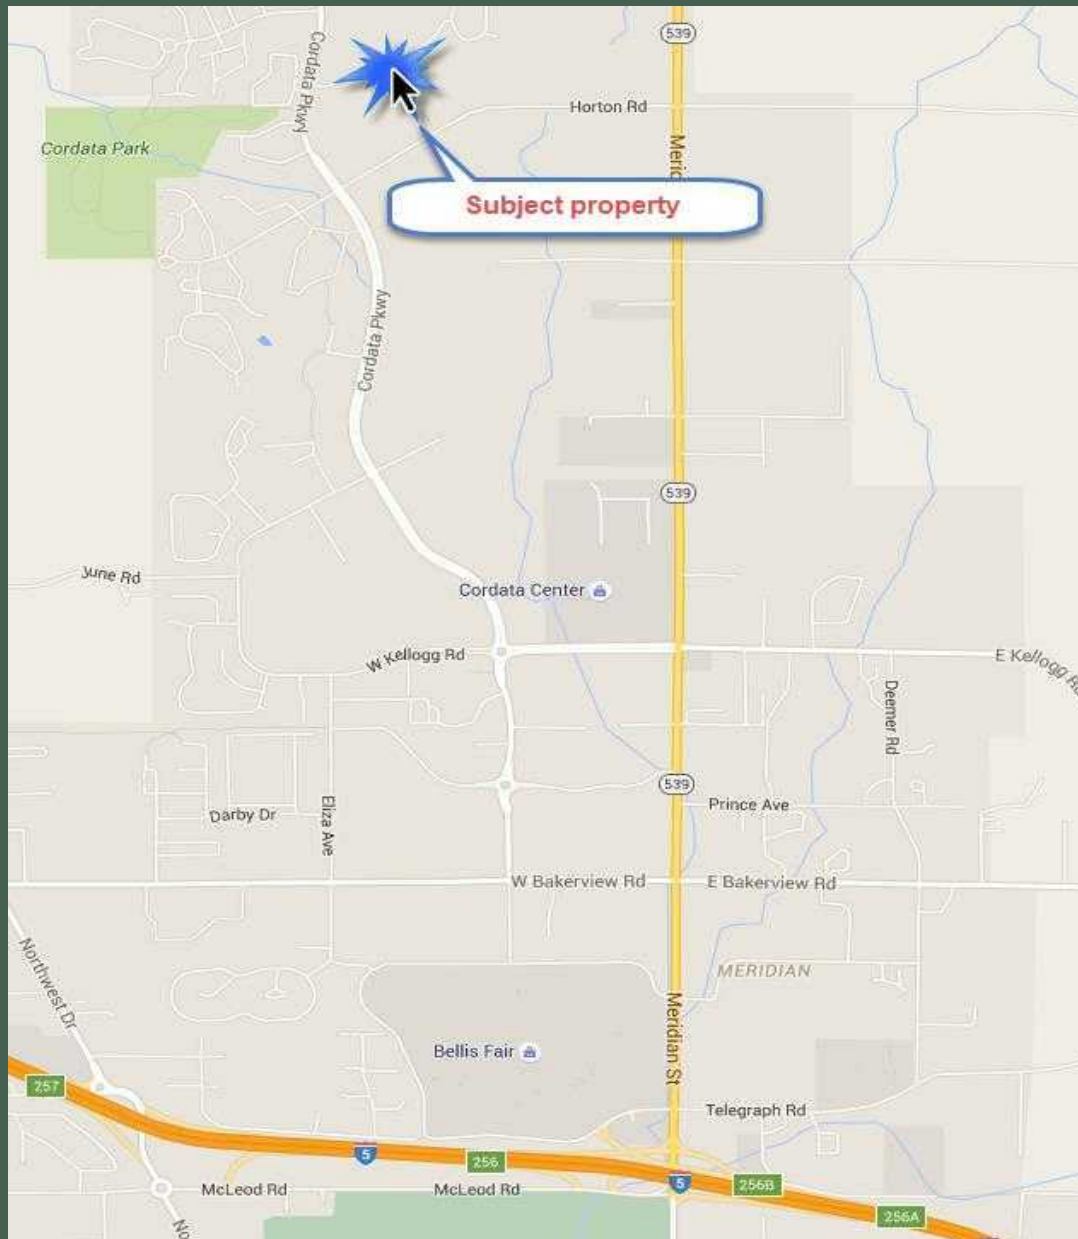 539
Cordata Pkwy
Horton Rd
Cordata Park
Meric
Subject property
Cordata Pkwy
539
June Rd
Cordata Center
W Kellogg Rd
E Kellogg Rd
Deemer Rd
539
Prince Ave
Darby Dr
Eliza Ave
W Bakerview Rd
E Bakerview Rd
Northwest Dr
MERIDIAN
Meridian St
Bellis Fair
257
Telegraph Rd
5
256
5
256B
McLeod Rd
McLeod Rd
256A
No